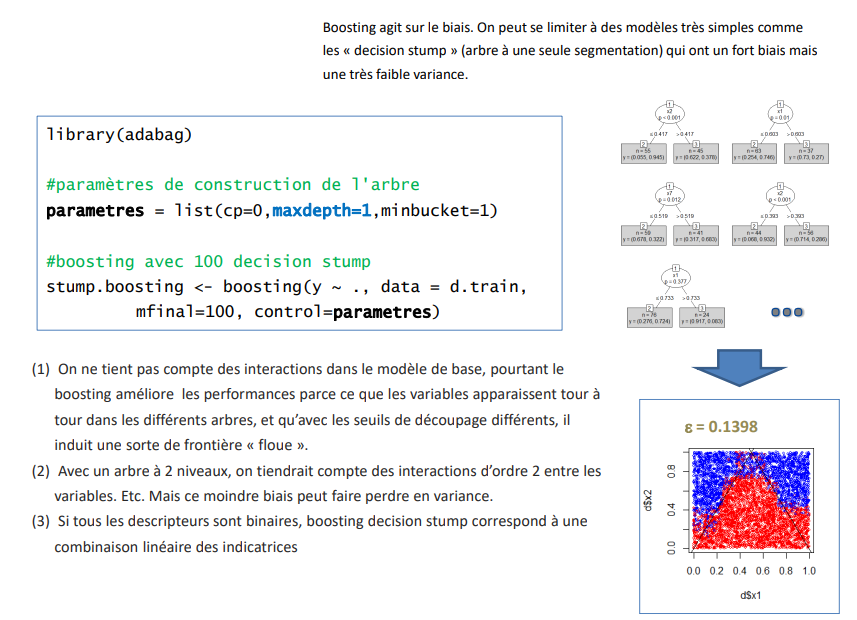 Boosting agit sur le biais. On peut se limiter à des modèles très simples comme
les « decision stump » (arbre à une seule segmentation) qui ont un fort biais mais
une très faible variance.
library(adabag)
#paramètres de construction de l'arbre
parametres = list(cp=0,maxdepth=1,minbucket=1)
#boosting avec 100 decision stump
stump.boosting <- boosting(y ~ ., data = d.train,
mfinal=100, control=parametres)
1
x2
p < 0.001
≤ 0.417 > 0.417
2
n = 55
y = (0.055, 0.945)
3
n = 45
y = (0.622, 0.378)
1
x1
p = 0.01
≤ 0.603 > 0.603
2
n = 63
y = (0.254, 0.746)
3
n = 37
y = (0.73, 0.27)
1
x7
p = 0.012
≤ 0.519 > 0.519
2
n = 59
y = (0.678, 0.322)
3
n = 41
y = (0.317, 0.683)
1
x2
p < 0.001
≤ 0.393 > 0.393
2
n = 44
y = (0.068, 0.932)
3
n = 56
y = (0.714, 0.286)
1
x1
p = 0.377
≤ 0.733 > 0.733
2
n = 76
y = (0.276, 0.724)
3
n = 24
y = (0.917, 0.083)
(1) On ne tient pas compte des interactions dans le modèle de base, pourtant le
boosting améliore les performances parce ce que les variables apparaissent tour à
tour dans les différents arbres, et qu'avec les seuils de découpage différents, il
induit une sorte de frontière « floue ».
(2) Avec un arbre à 2 niveaux, on tiendrait compte des interactions d'ordre 2 entre les
variables. Etc. Mais ce moindre biais peut faire perdre en variance.
(3) Si tous les descripteurs sont binaires, boosting decision stump correspond à une
combinaison linéaire des indicatrices
ε = 0.1398
d$x2
0.8
0.4
0.0
0.0 0.2 0.4 0.6 0.8 1.0
d$x1